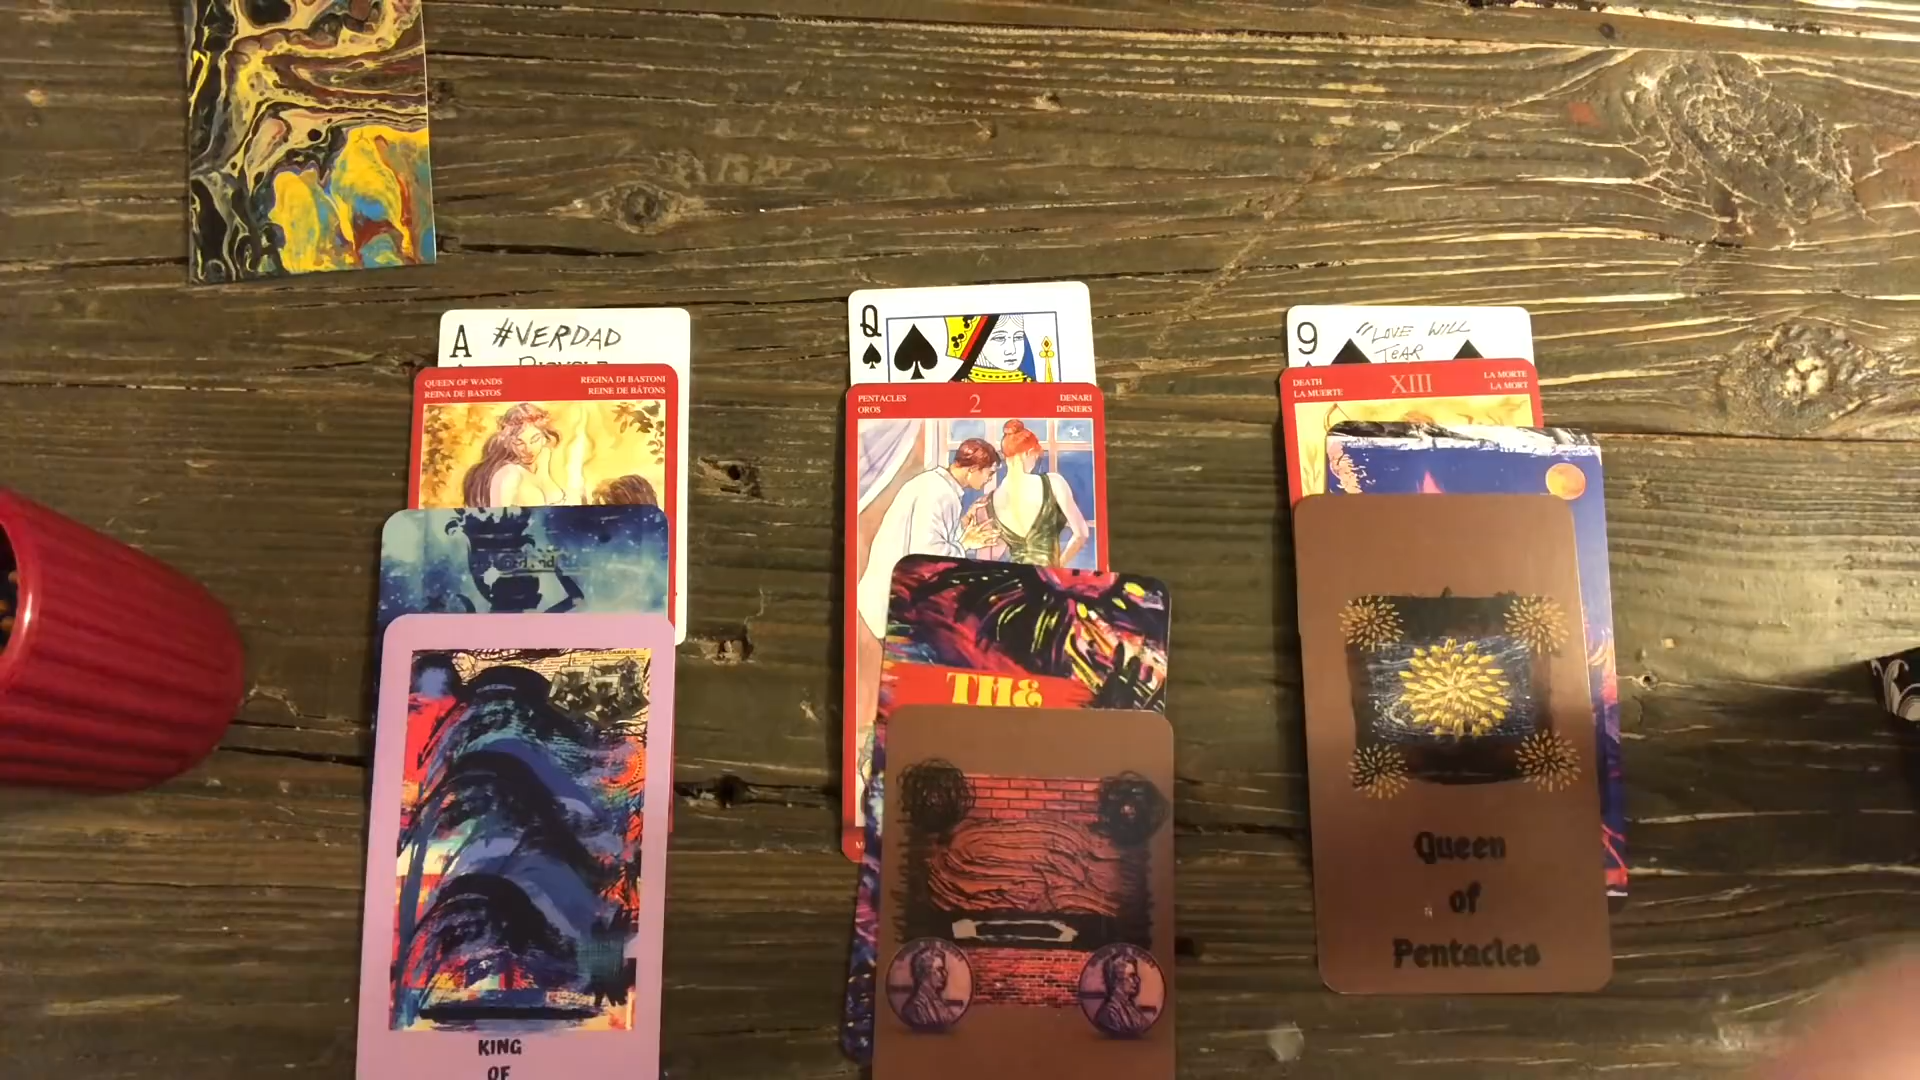 A #VERDAD
QUEEN OF WANDS REGINA DI BASTONI
REINA DE BASTOS REINE DE BÂTONS
KING
OF
Q
PENTACLES 2 DENARI
OROS DENIERS
THE
9 "LOVE WILL
TEAR
DEATH XIII LA MORTE
LA MUERTE LA MORT
Queen
of
Pentacles